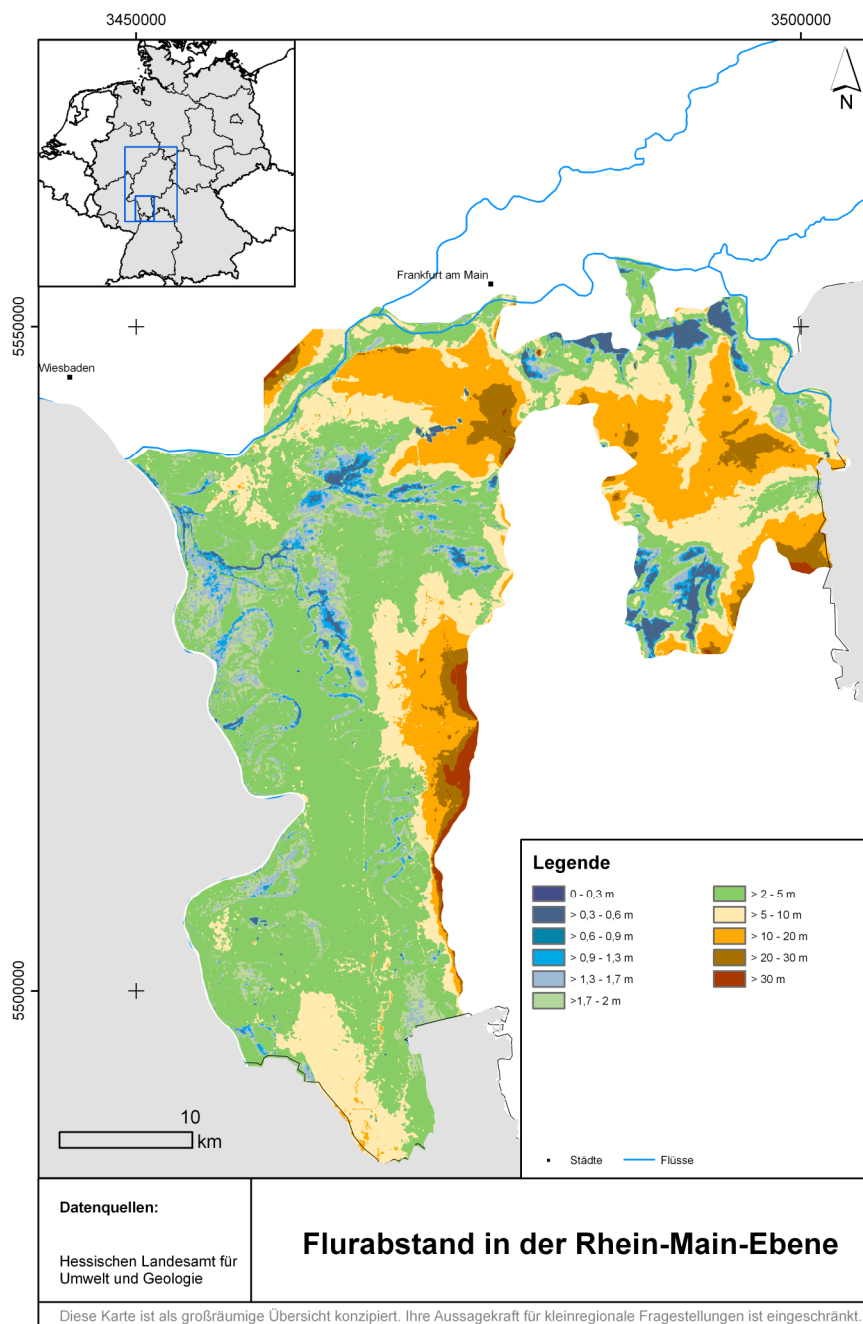 3450000
3500000
N
Frankfurt am Main
5550000
Wiesbaden
5500000
10
km
Legende
0 - 0,3 m
> 0,3 - 0,6 m
> 0,6 - 0,9 m
> 0,9 - 1,3 m
> 1,3 - 1,7 m
>1,7 - 2 m
> 2 - 5 m
> 5 - 10 m
> 10 - 20 m
> 20 - 30 m
> 30 m
Städte
Flüsse
Datenquellen:
Hessischen Landesamt für
Umwelt und Geologie
Flurabstand in der Rhein-Main-Ebene
Diese Karte ist als großräumige Übersicht konzipiert. Ihre Aussagekraft für kleinregionale Fragestellungen ist eingeschränkt.